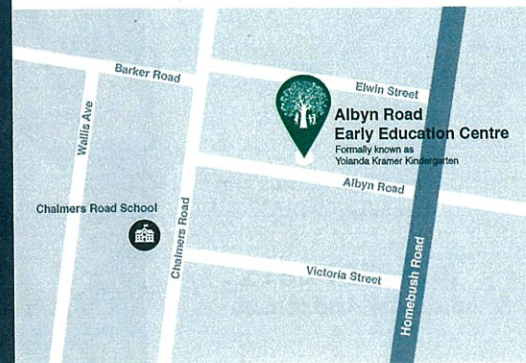 Barker Road
Elwin Street
Wallis Ave
Albyn Road
Early Education Centre
Formally known as
Yolanda Kramer Kindergarten
Albyn Road
Chalmers Road School
Chalmers Road
Victoria Street
Homebush Road